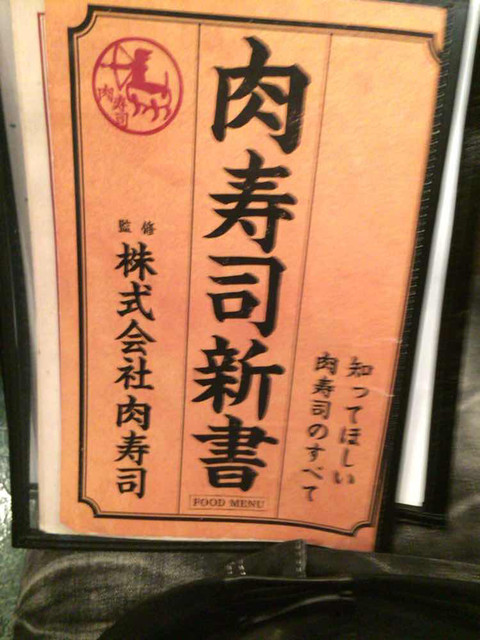 知ってほしい
肉寿司のすべて
肉寿司新書
FOOD MENU
監修
株式会社 肉寿司
肉寿司